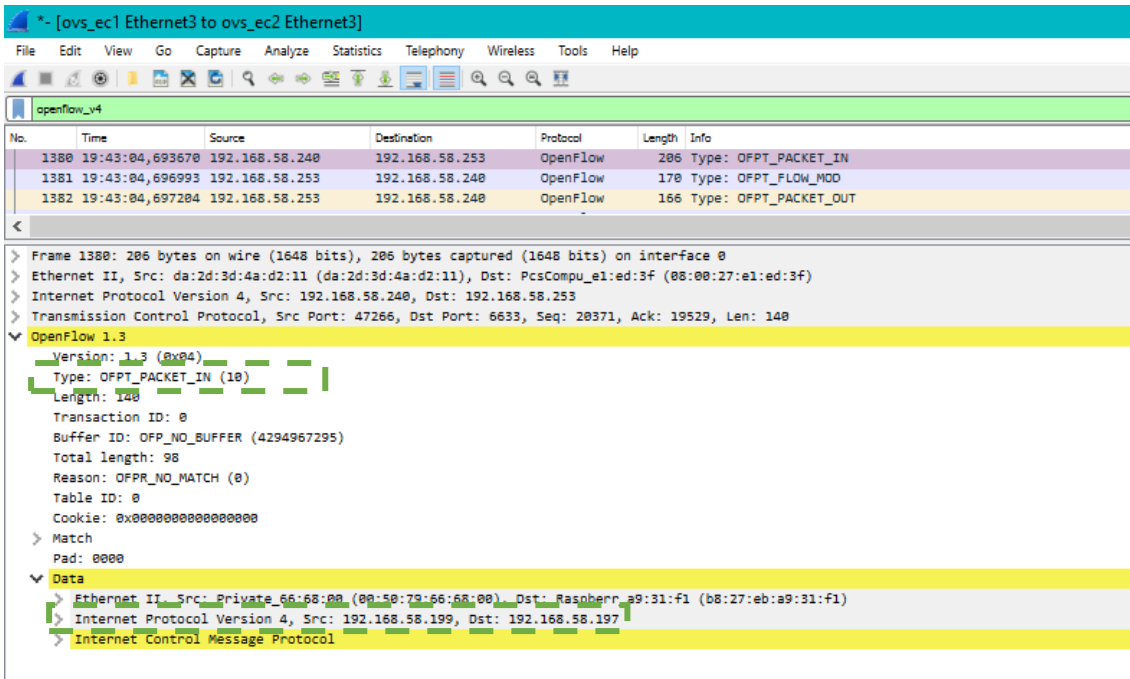 *- [ovs_ec1 Ethernet3 to ovs_ec2 Ethernet3]
File Edit View Go Capture Analyze Statistics Telephony Wireless Tools Help
openflow_v4
No. Time Source Destination Protocol Length Info
1380 19:43:04,693670 192.168.58.240 192.168.58.253 OpenFlow 206 Type: OFPT_PACKET_IN
1381 19:43:04,696993 192.168.58.253 192.168.58.240 OpenFlow 170 Type: OFPT_FLOW_MOD
1382 19:43:04,697204 192.168.58.253 192.168.58.240 OpenFlow 166 Type: OFPT_PACKET_OUT
Frame 1380: 206 bytes on wire (1648 bits), 206 bytes captured (1648 bits) on interface 0
Ethernet II, Src: da:2d:3d:4a:d2:11 (da:2d:3d:4a:d2:11), Dst: PcsCompu_e1:ed:3f (08:00:27:e1:ed:3f)
Internet Protocol Version 4, Src: 192.168.58.240, Dst: 192.168.58.253
Transmission Control Protocol, Src Port: 47266, Dst Port: 6633, Seq: 20371, Ack: 19529, Len: 140
OpenFlow 1.3
Version: 1.3 (0x04)
Type: OFPT_PACKET_IN (10)
Length: 140
Transaction ID: 0
Buffer ID: OFP_NO_BUFFER (4294967295)
Total length: 98
Reason: OFPR_NO_MATCH (0)
Table ID: 0
Cookie: 0x0000000000000000
Match
Pad: 0000
Data
Ethernet II, Src: Private_66:68:00 (00:50:79:66:68:00), Dst: Raspberr_a9:31:f1 (b8:27:eb:a9:31:f1)
Internet Protocol Version 4, Src: 192.168.58.199, Dst: 192.168.58.197
Internet Control Message Protocol